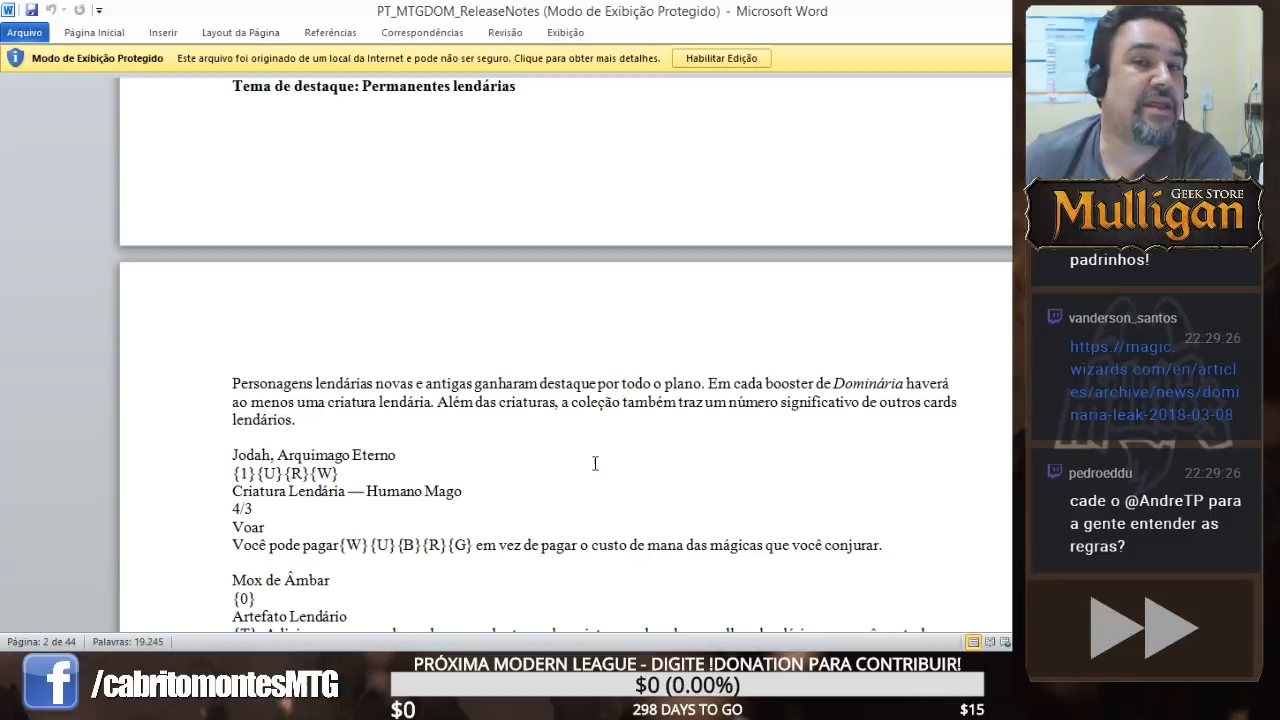 PT_MTGDOM_ReleaseNotes (Modo de Exibição Protegido) - Microsoft Word
Arquivo Página Inicial Inserir Layout da Página Referências Correspondências Revisão Exibição
Modo de Exibição Protegido Este arquivo foi originado de um local da Internet e pode não ser seguro. Clique para obter mais detalhes. Habilitar Edição
Tema de destaque: Permanentes lendárias
Personagens lendárias novas e antigas ganharam destaque por todo o plano. Em cada booster de Dominária haverá
ao menos uma criatura lendária. Além das criaturas, a coleção também traz um número significativo de outros cards
lendários.
Jodah, Arquimago Eterno
{1}{U}{R}{W}
Criatura Lendária — Humano Mago
4/3
Voar
Você pode pagar{W}{U}{B}{R}{G} em vez de pagar o custo de mana das mágicas que você conjurar.
Mox de Âmbar
{0}
Artefato Lendário
Página: 2 de 44 Palavras: 19.245
GEEK STORE
Mulligan
padrinhos!
vanderson_santos
22:29:26
https://magic.
wizards.com/en/articl
es/archive/news/domi
naria-leak-2018-03-08
pedroeddu 22:29:26
cade o @AndreTP para
a gente entender as
regras?
/cabritomontesMTG
PRÓXIMA MODERN LEAGUE - DIGITE !DONATION PARA CONTRIBUIR!
$0 (0.00%)
$0 298 DAYS TO GO $15